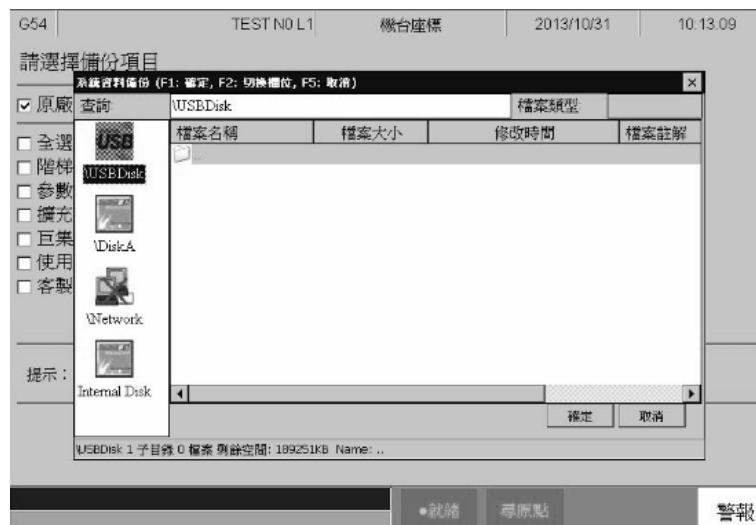 G54 TEST N0 L1 機台座標 2013/10/31 10:13:09
請選擇備份項目
系統資料備份 (F1: 確定, F2: 切換欄位, F5: 取消)
原廠
查詢 \USBDisk 檔案類型
檔案名稱 檔案大小 修改時間 檔案註解
..
全選
階梯
參數
擴充
巨集
使用
客製
USB
\USBDisk
\DiskA
\Network
Internal Disk
提示：
確定 取消
\USBDisk 1 子目錄 0 檔案 剩餘空間: 189251KB Name: ..
●就緒 尋原點 警報